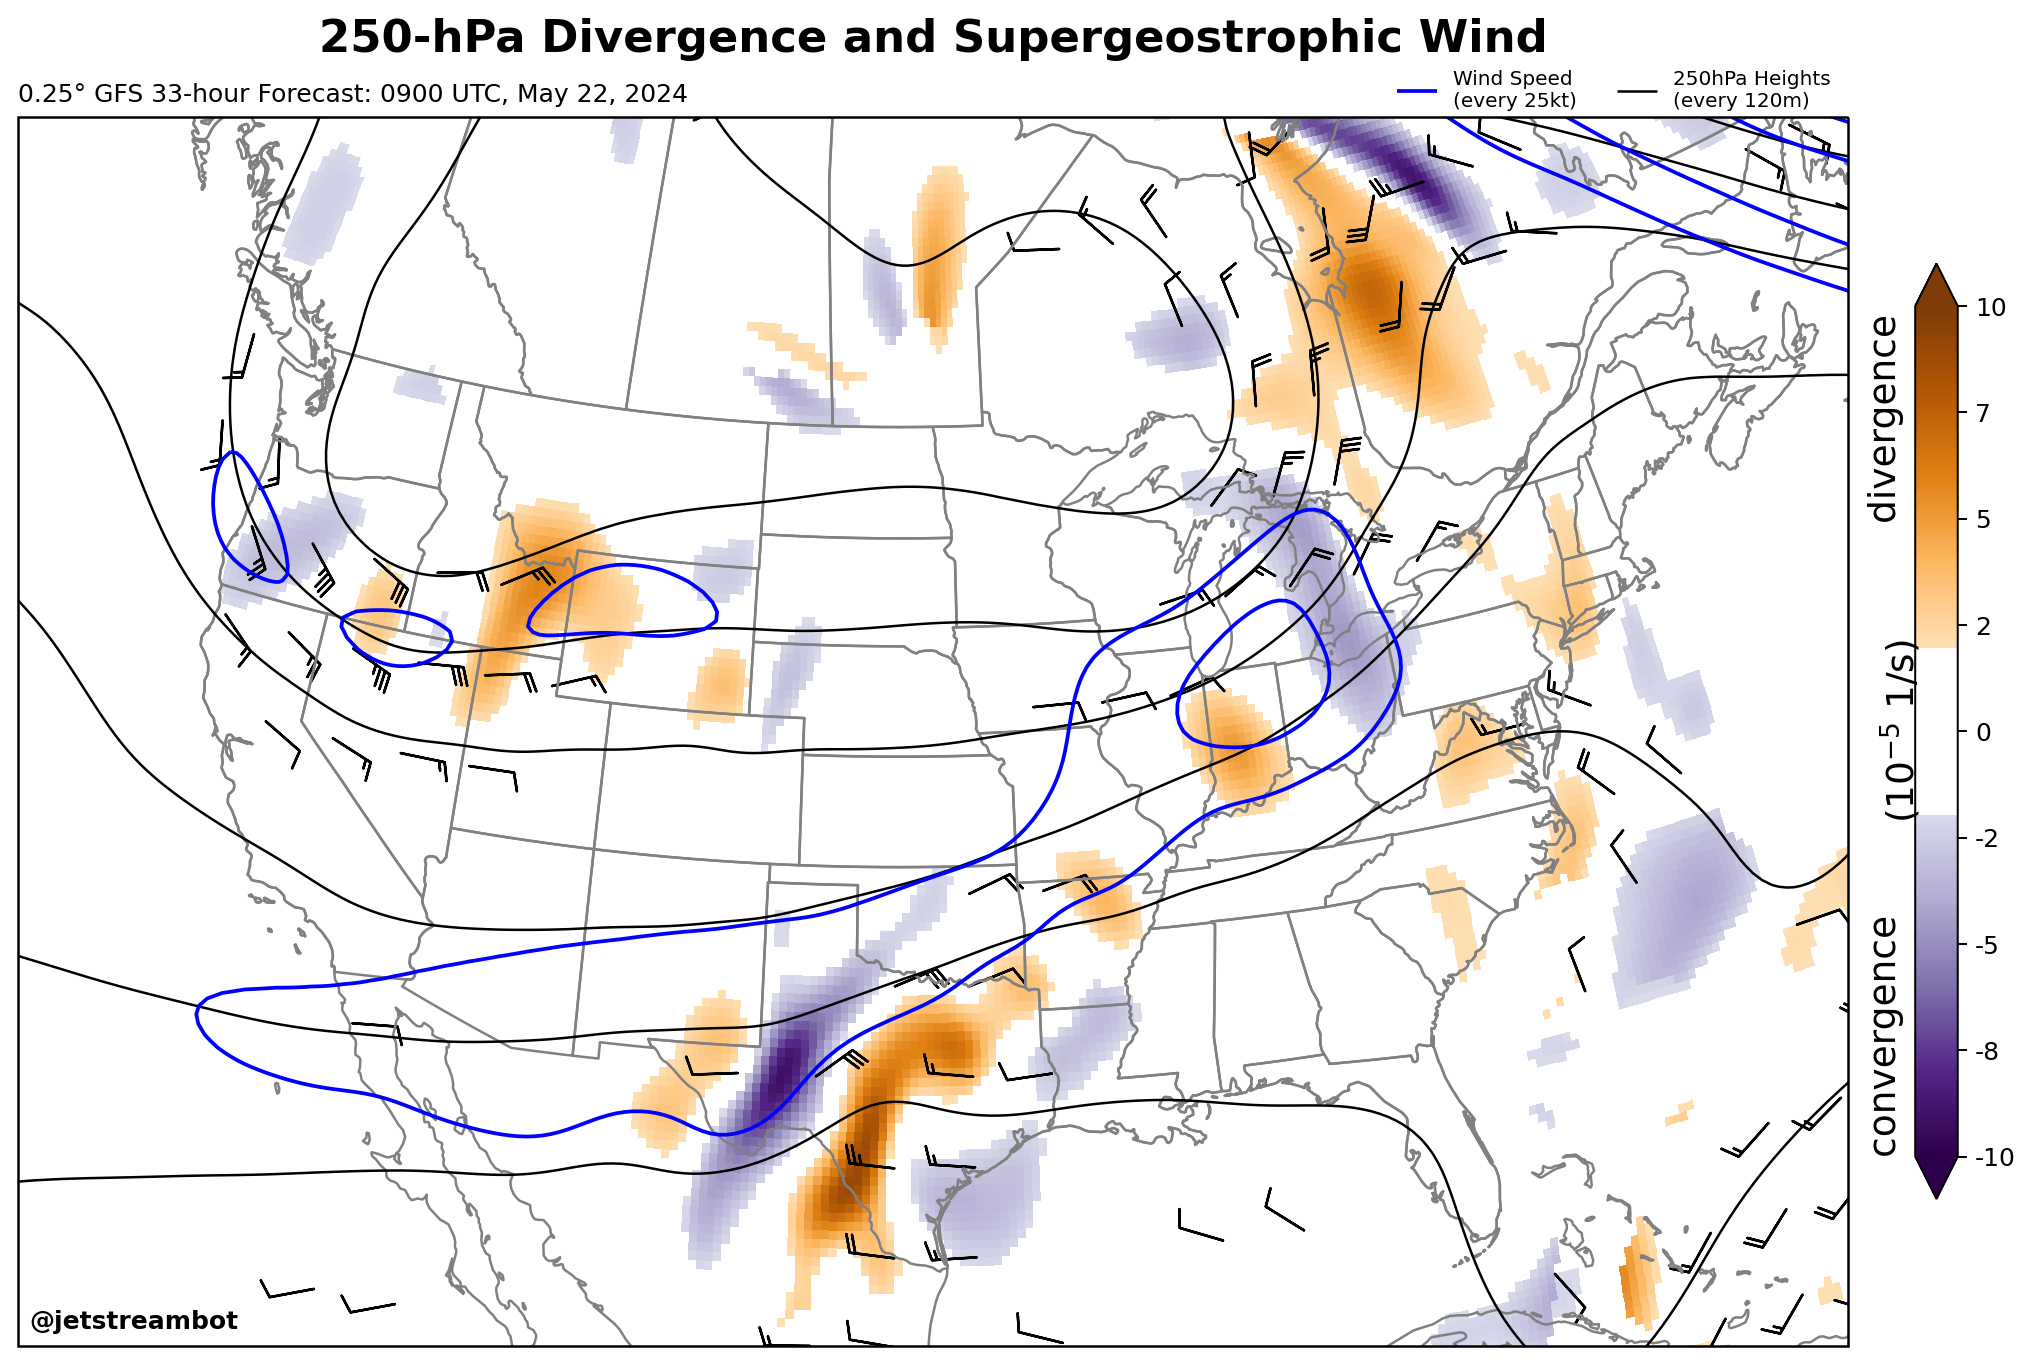 250-hPa Divergence and Supergeostrophic Wind
0.25° GFS 33-hour Forecast: 0900 UTC, May 22, 2024
Wind Speed
(every 25kt)
250hPa Heights
(every 120m)
10
7
5
2
0
-2
-5
-8
-10
divergence
(10⁻⁵ 1/s)
convergence
@jetstreambot